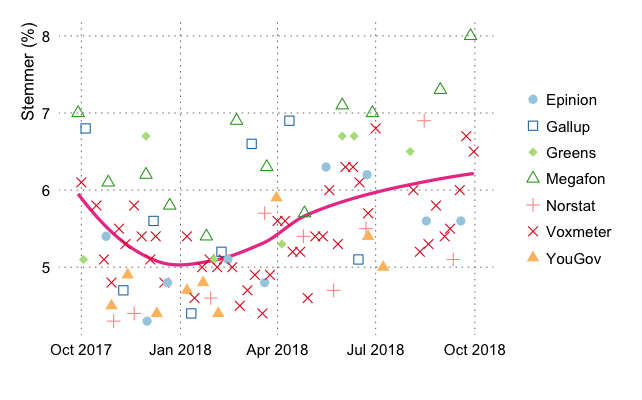 Stemmer (%)
8
7
6
5
Oct 2017 Jan 2018 Apr 2018 Jul 2018 Oct 2018
Epinion
Gallup
Greens
Megafon
Norstat
Voxmeter
YouGov